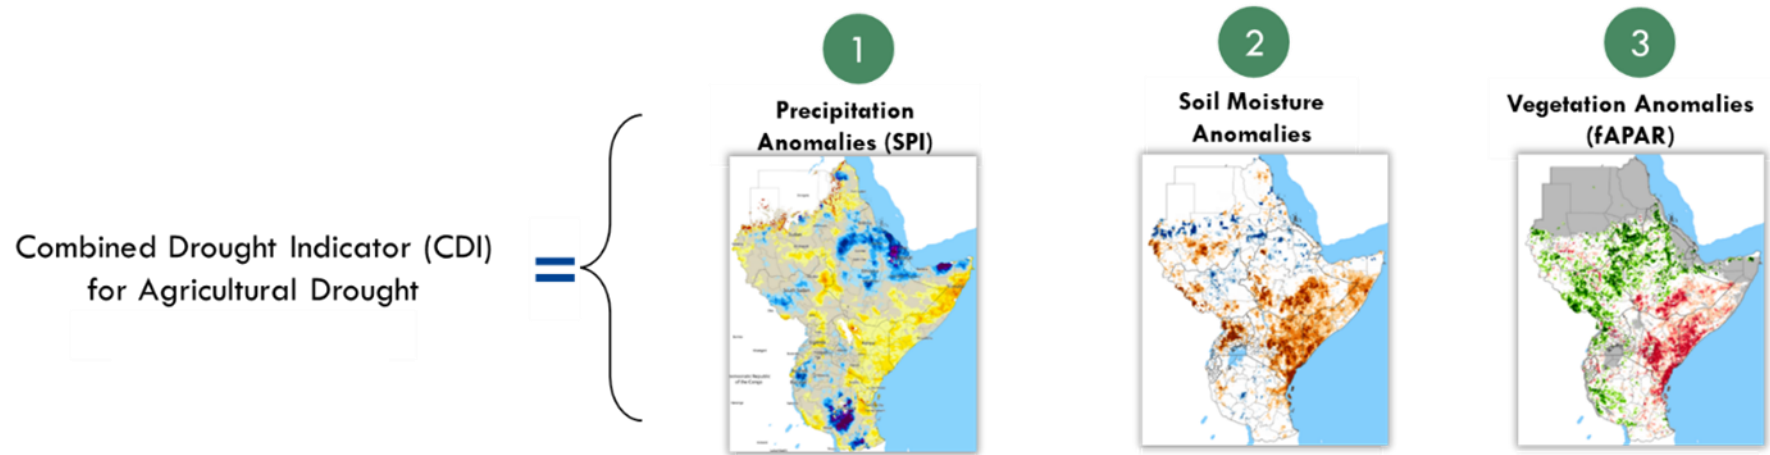 Combined Drought Indicator (CDI)
for Agricultural Drought
=
1
Precipitation
Anomalies (SPI)
2
Soil Moisture
Anomalies
3
Vegetation Anomalies
(fAPAR)